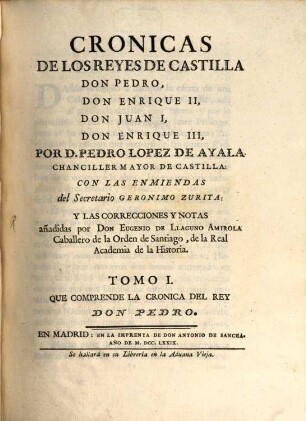 CRONICAS
DE LOS REYES DE CASTILLA
DON PEDRO,
DON ENRIQUE II,
DON JUAN I,
DON ENRIQUE III,
POR D. PEDRO LOPEZ DE AYALA
CHANCILLER MAYOR DE CASTILLA:
CON LAS ENMIENDAS
del Secretario GERONIMO ZURITA:
Y LAS CORRECCIONES Y NOTAS
añadidas por DON EUGENIO DE LLAGUNO AMIROLA
Caballero de la Orden de Santiago, de la Real
Academia de la Historia.
TOMO I.
QUE COMPRENDE LA CRONICA DEL REY
DON PEDRO.
EN MADRID: EN LA IMPRENTA DE DON ANTONIO DE SANCHA.
AÑO DE M. DCC. LXXIX.
Se hallará en su Librería en la Aduana Vieja.